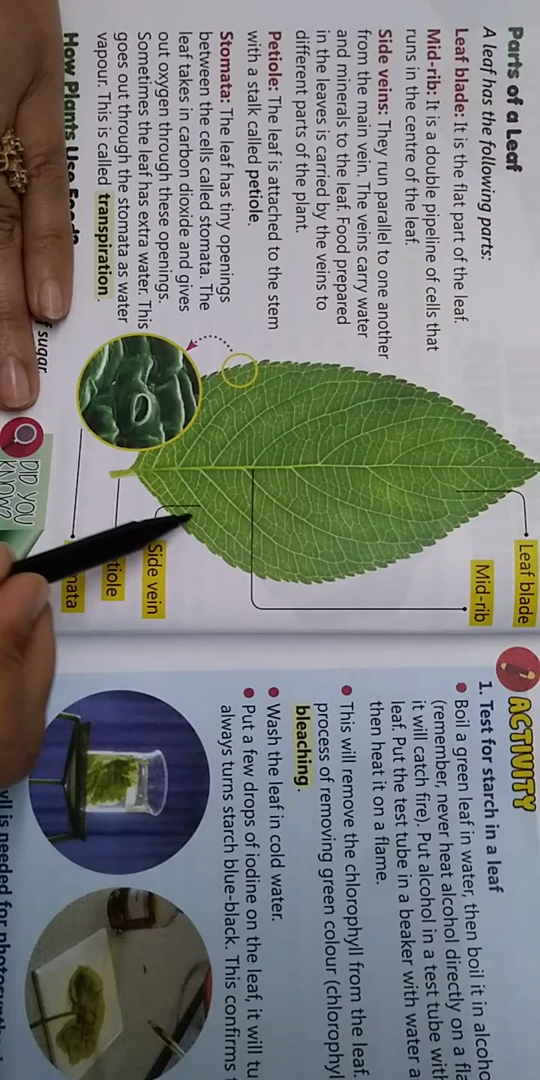 Parts of a Leaf
A leaf has the following parts:
Leaf blade: It is the flat part of the leaf.
Mid-rib: It is a double pipeline of cells that
runs in the centre of the leaf.
Side veins: They run parallel to one another
from the main vein. The veins carry water
and minerals to the leaf. Food prepared
in the leaves is carried by the veins to
different parts of the plant.
Petiole: The leaf is attached to the stem
with a stalk called petiole.
Stomata: The leaf has tiny openings
between the cells called stomata. The
leaf takes in carbon dioxide and gives
out oxygen through these openings.
Sometimes the leaf has extra water. This
goes out through the stomata as water
vapour. This is called transpiration.
How Plants Use Foods
sugar.
DID YOU
KNOW?
Leaf blade
Mid-rib
Side vein
ACTIVITY
1. Test for starch in a leaf
Boil a green leaf in water, then boil it in
(remember, never heat alcohol directly on a
it will catch fire). Put alcohol in a test tube
leaf. Put the test tube in a beaker with water
then heat it on a flame.
This will remove the chlorophyll from the leaf.
process of removing green colour
bleaching.
Wash the leaf in cold water.
Put a few drops of iodine on the leaf, it will
always turns starch blue-black. This confirms
is needed for